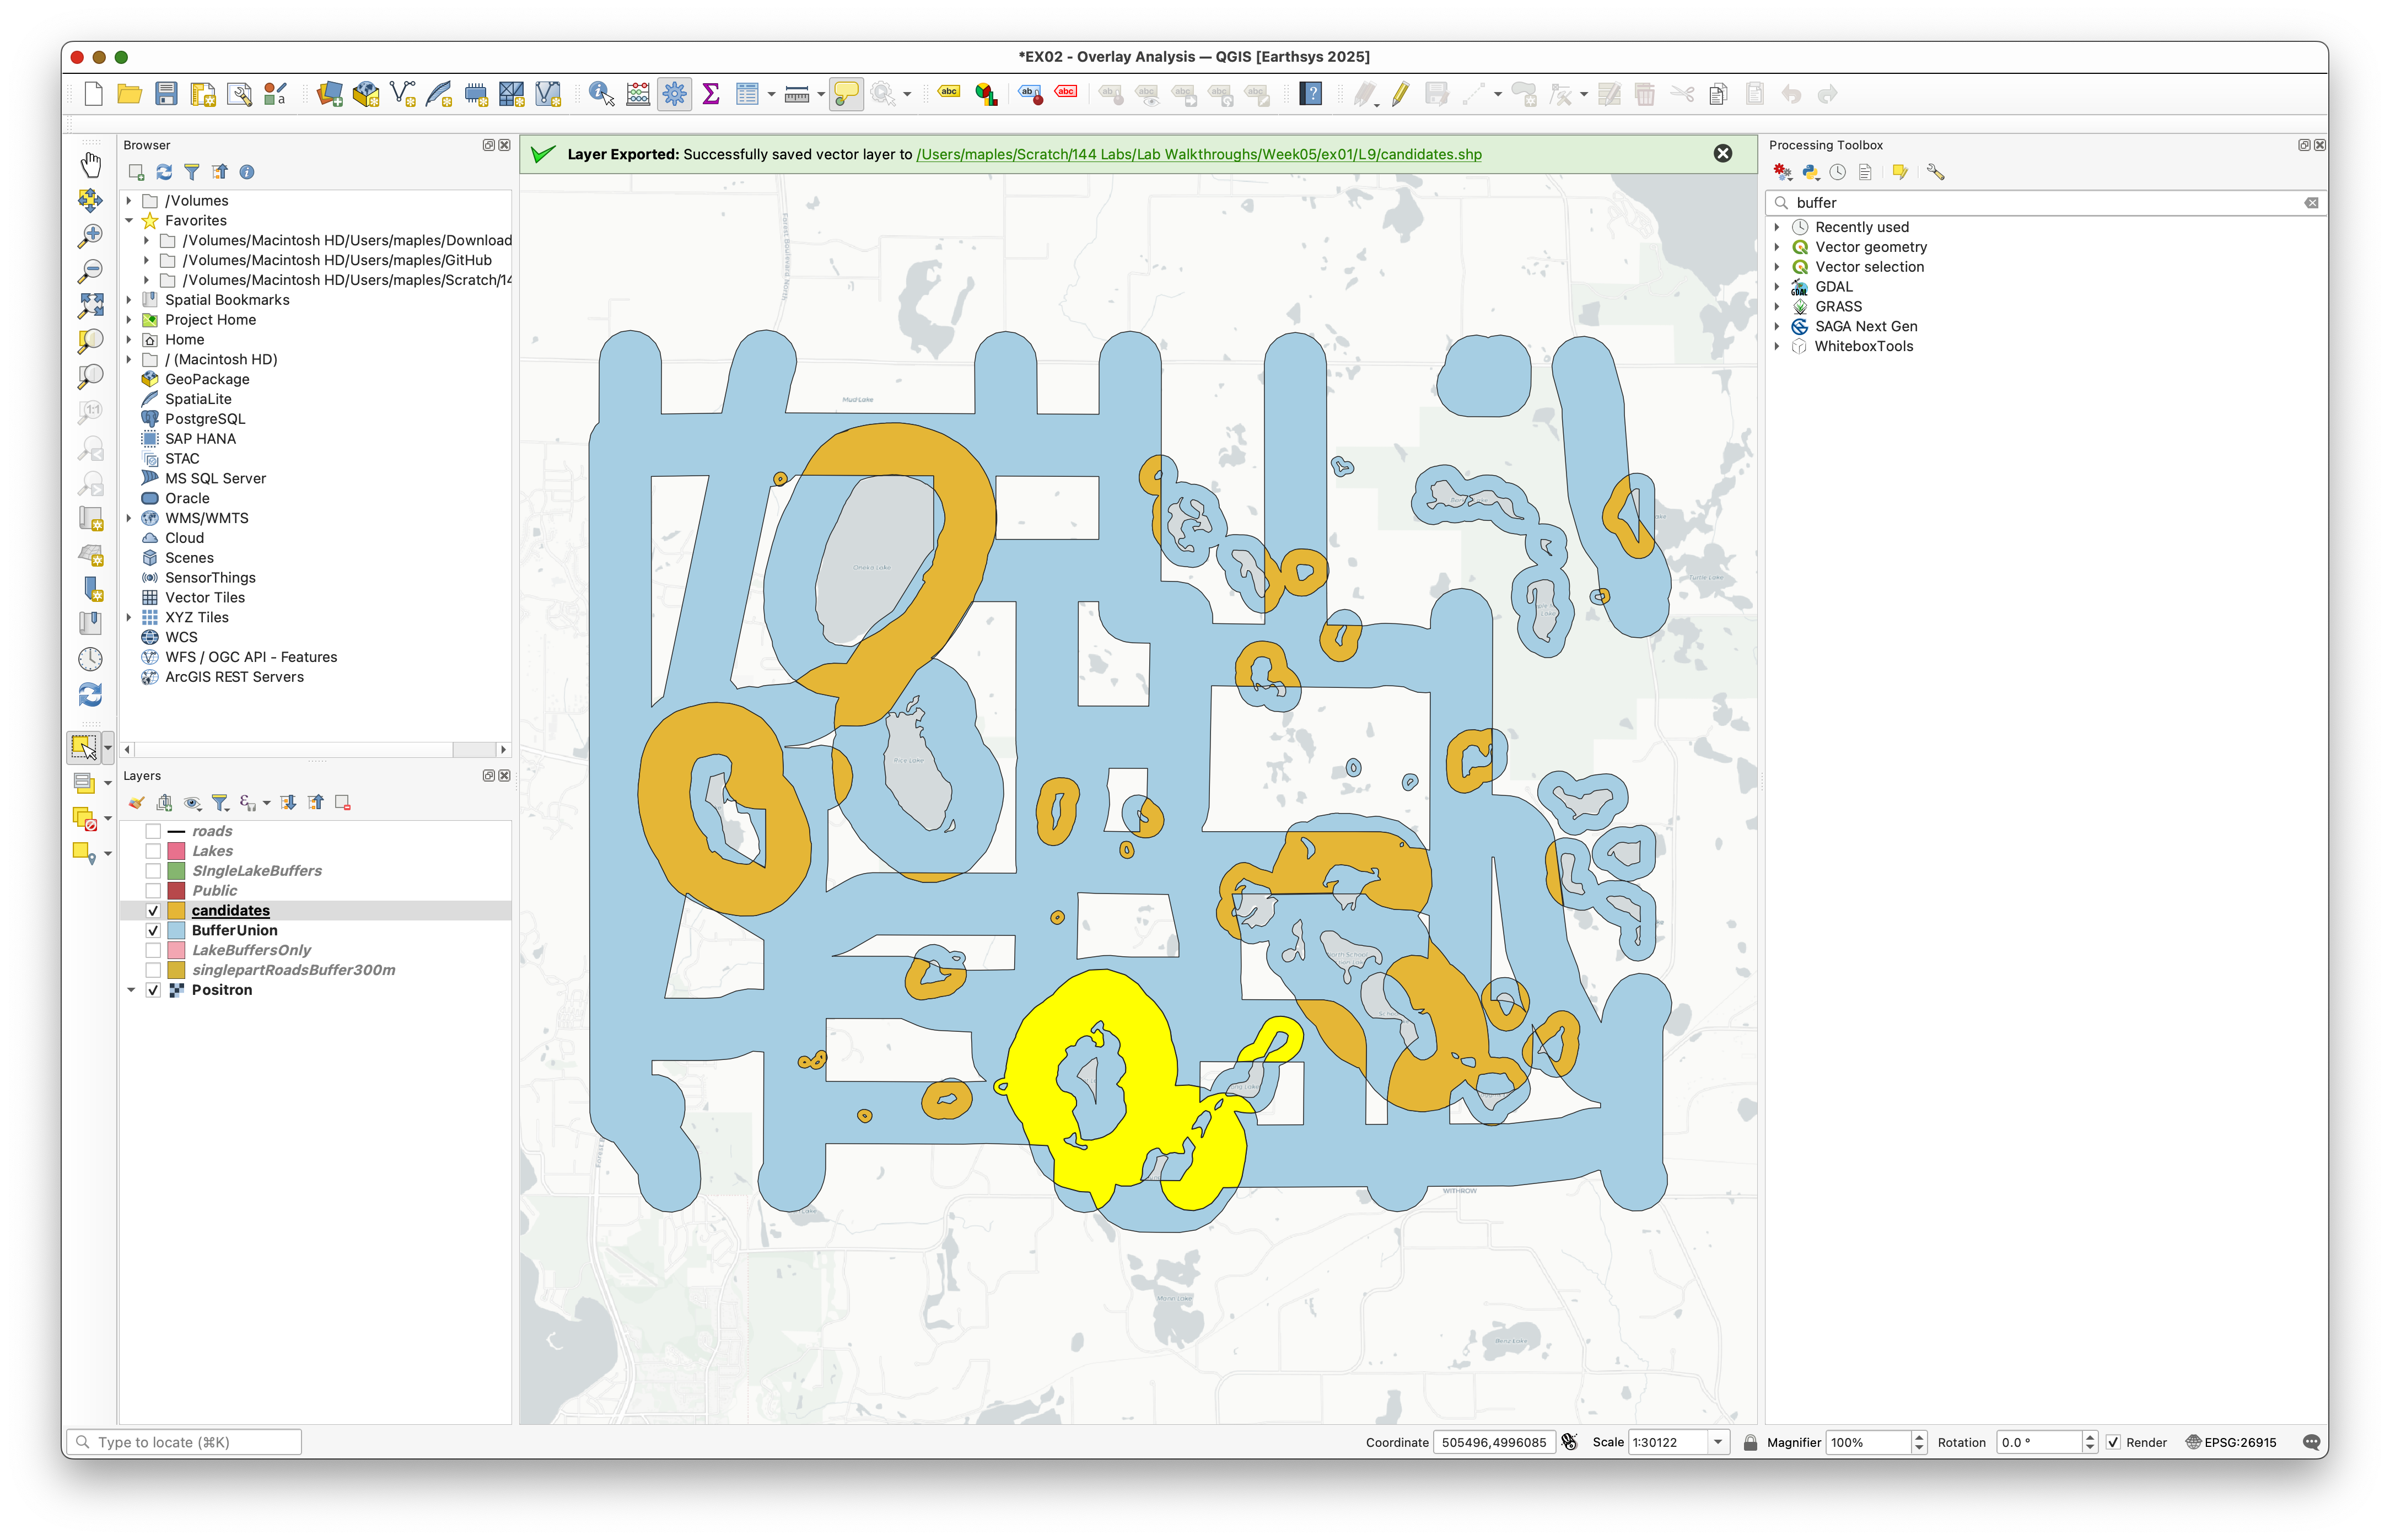 *EX02 - Overlay Analysis — QGIS [Earthsys 2025]
Browser
/Volumes
Favorites
/Volumes/Macintosh HD/Users/maples/Download
/Volumes/Macintosh HD/Users/maples/GitHub
/Volumes/Macintosh HD/Users/maples/Scratch/14
Spatial Bookmarks
Project Home
Home
/ (Macintosh HD)
GeoPackage
SpatiaLite
PostgreSQL
SAP HANA
STAC
MS SQL Server
Oracle
WMS/WMTS
Cloud
Scenes
SensorThings
Vector Tiles
XYZ Tiles
WCS
WFS / OGC API - Features
ArcGIS REST Servers
Layers
roads
Lakes
SIngleLakeBuffers
Public
candidates
BufferUnion
LakeBuffersOnly
singlepartRoadsBuffer300m
Positron
Layer Exported: Successfully saved vector layer to /Users/maples/Scratch/144 Labs/Lab Walkthroughs/Week05/ex01/L9/candidates.shp
Forest Boulevard North
Mud Lake
Oneka Lake
Rice Lake
Turtle Lake
WITHROW
Mann Lake
Benz Lake
Processing Toolbox
buffer
Recently used
Vector geometry
Vector selection
GDAL
GRASS
SAGA Next Gen
WhiteboxTools
Type to locate (⌘K)
Coordinate 505496,4996085
Scale 1:30122
Magnifier 100%
Rotation 0.0 °
Render
EPSG:26915